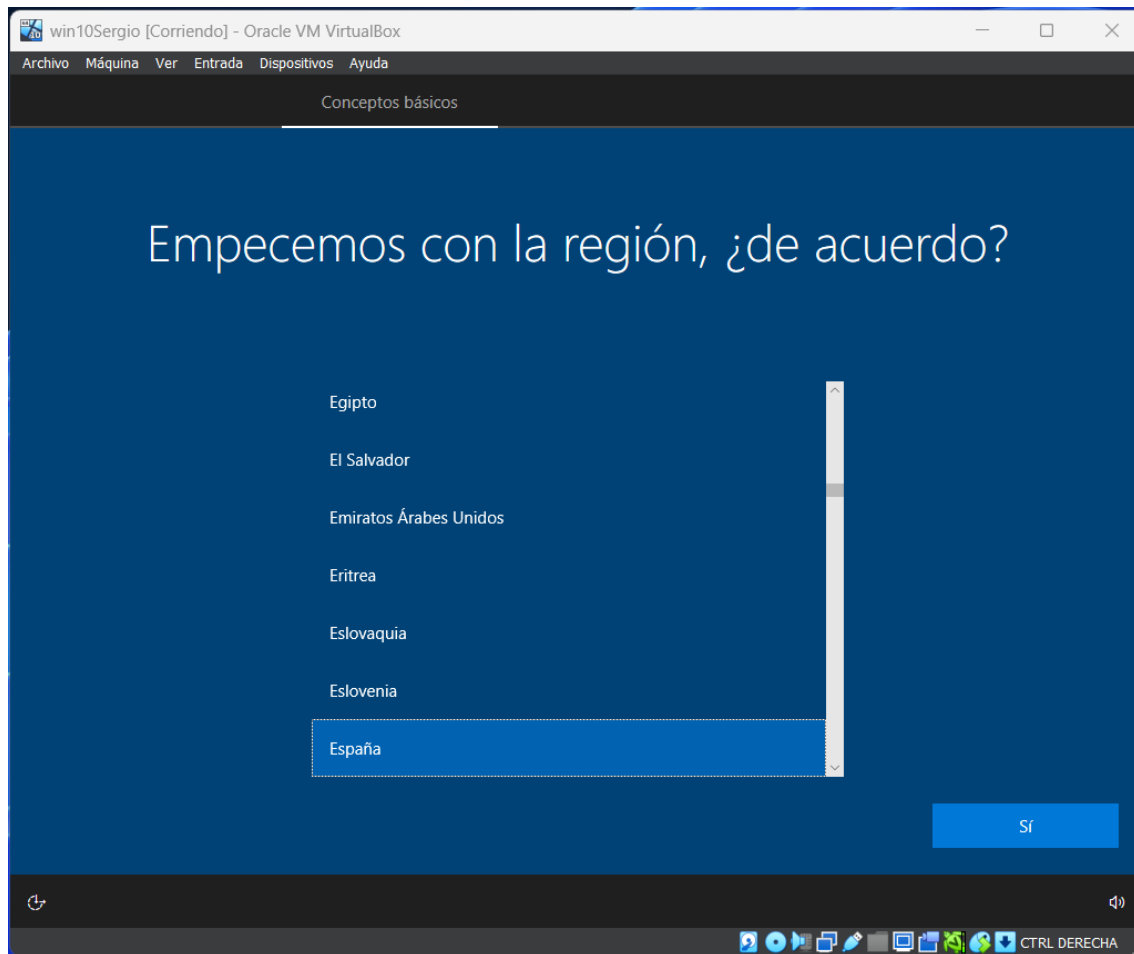 win10Sergio [Corriendo] - Oracle VM VirtualBox
Archivo Máquina Ver Entrada Dispositivos Ayuda
Conceptos básicos
Empecemos con la región, ¿de acuerdo?
Egipto
El Salvador
Emiratos Árabes Unidos
Eritrea
Eslovaquia
Eslovenia
España
Sí
CTRL DERECHA